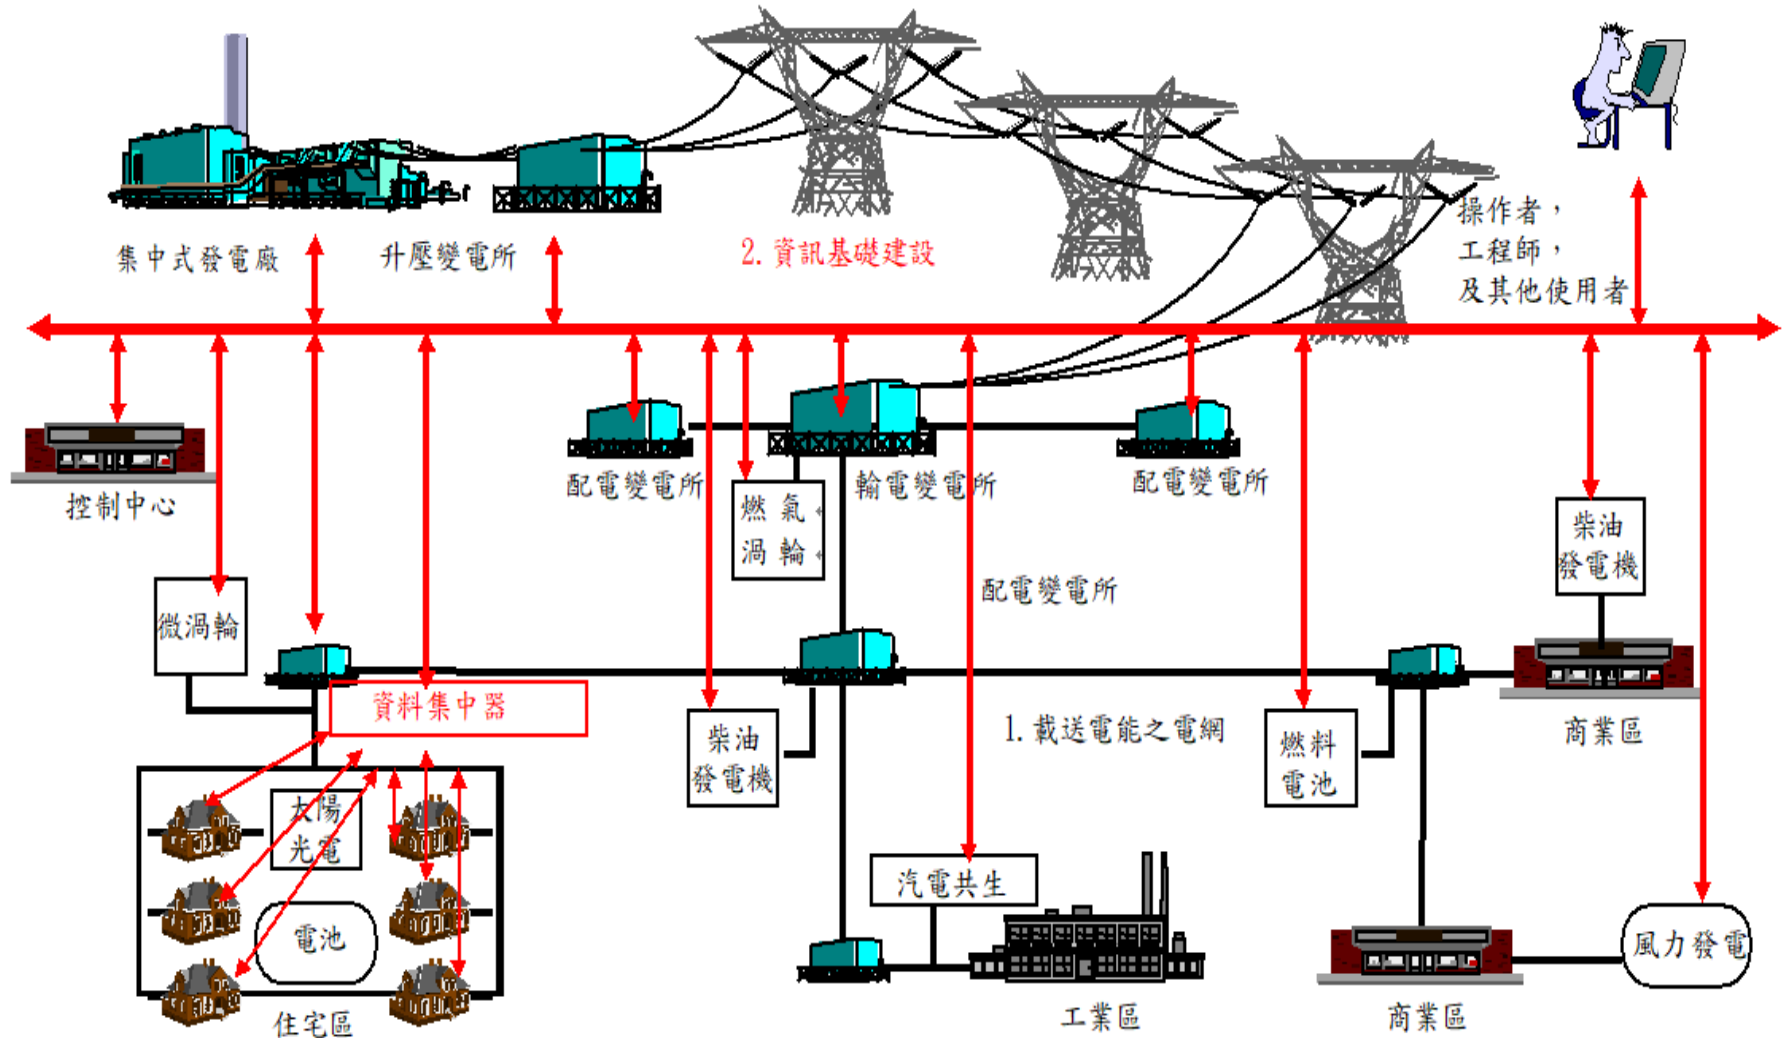 集中式發電廠
升壓變電所
2. 資訊基礎建設
操作者，
工程師，
及其他使用者
控制中心
配電變電所
輸電變電所
配電變電所
燃氣
渦輪
柴油
發電機
配電變電所
微渦輪
資料集中器
柴油
發電機
1. 載送電能之電網
燃料
電池
商業區
太陽
光電
汽電共生
電池
風力發電
住宅區
工業區
商業區